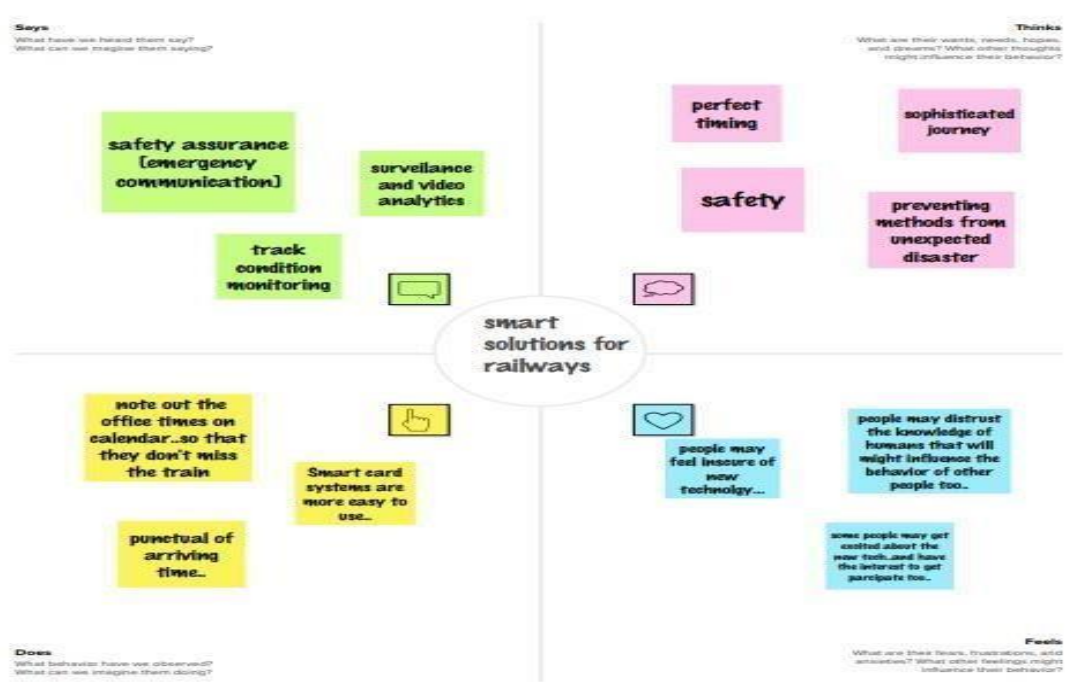 Says
What have we heard them say?
What can we imagine them saying?
safety assurance
[emergency
communication]
survellance
and video
analytics
track
condition
monitoring
Thinks
What are their wants, needs, hopes,
and dreams? What other thoughts
might influence their behavior?
perfect
timing
sophisticated
journey
safety
preventing
methods from
unexpected
disaster
smart
solutions for
railways
note out the
office times on
calendar..so that
they don't miss
the train
Smart card
systems are
more easy to
use..
punctual of
arriving
time..
Does
What behavior have we observed?
What can we imagine them doing?
people may
feel inscure of
new
technolgy...
people may distrust
the knowledge of
humans that will
might influence the
behavior of other
people too..
some people may get
excited about the
new tech..and have
the interest to get
parcipate too..
Feels
What are their fears, frustrations, and
anxieties? What other feelings might
influence their behavior?